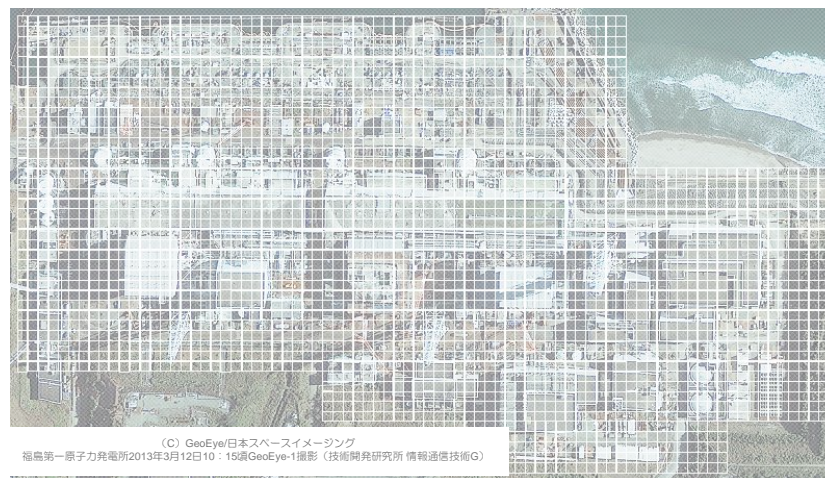 （C）GeoEye/日本スペースイメージング
福島第一原子力発電所2013年3月12日10：15頃GeoEye-1撮影（技術開発研究所 情報通信技術G）